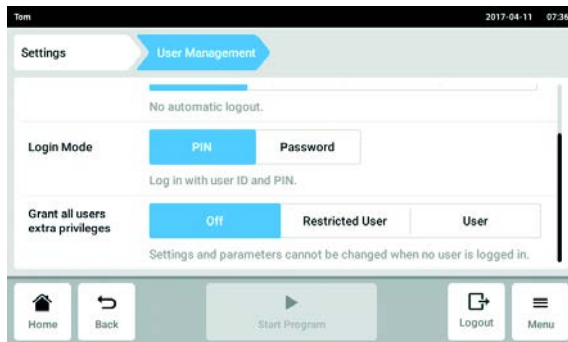 Tom 2017-04-11 07:36
Settings User Management
No automatic logout.
Login Mode PIN Password
Log in with user ID and PIN.
Grant all users
extra privileges Off Restricted User User
Settings and parameters cannot be changed when no user is logged in.
Home Back Start Program Logout Menu